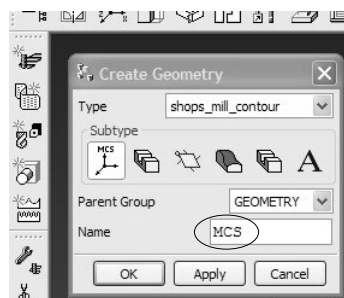 Create Geometry
Type shops_mill_contour
Subtype
MCS
A
Parent Group GEOMETRY
Name MCS
OK Apply Cancel